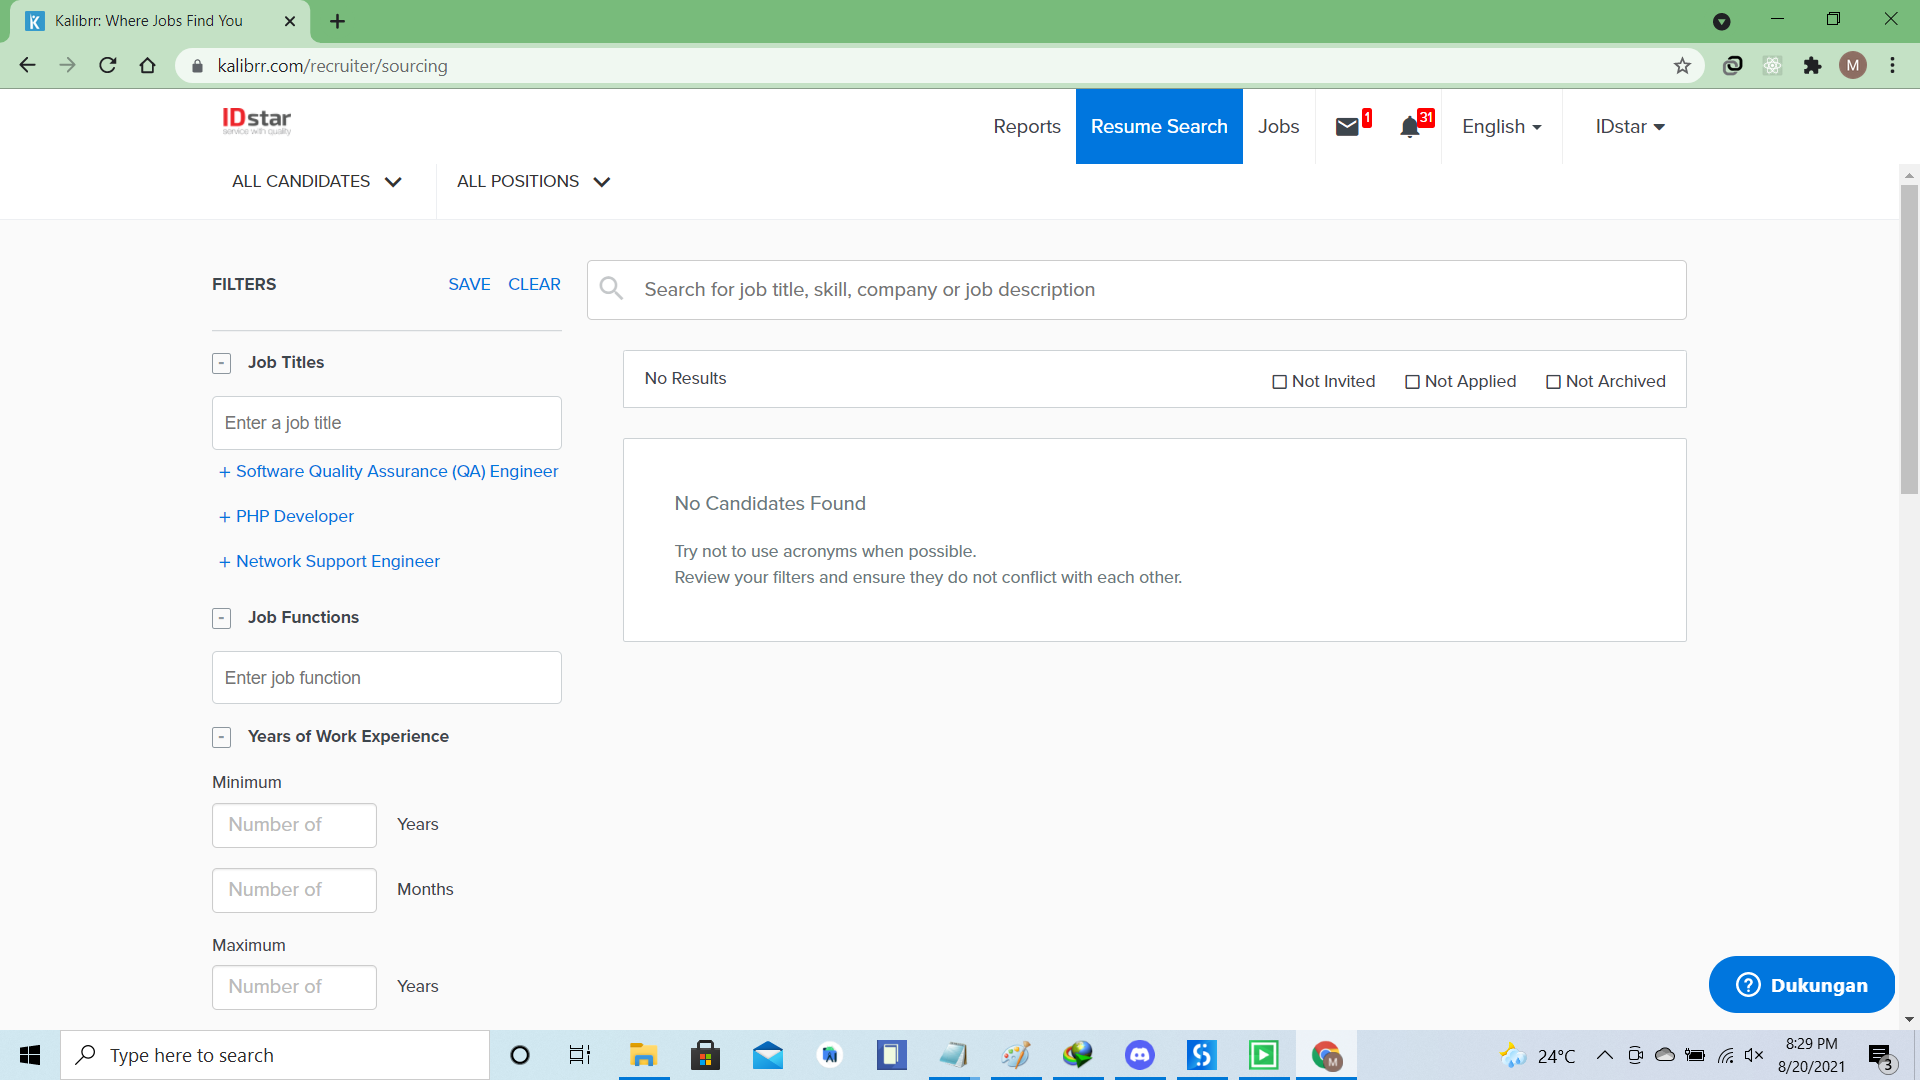 Kalibrr: Where Jobs Find You
kalibrr.com/recruiter/sourcing
M
IDstar
service with quality
Reports
Resume Search
Jobs
1
31
English
IDstar
ALL CANDIDATES
ALL POSITIONS
FILTERS
SAVE
CLEAR
Search for job title, skill, company or job description
Job Titles
Enter a job title
+ Software Quality Assurance (QA) Engineer
+ PHP Developer
+ Network Support Engineer
No Results
Not Invited
Not Applied
Not Archived
No Candidates Found
Try not to use acronyms when possible.
Review your filters and ensure they do not conflict with each other.
Job Functions
Enter job function
Years of Work Experience
Minimum
Number of
Years
Number of
Months
Maximum
Number of
Years
Dukungan
Type here to search
24°C
8:29 PM
8/20/2021
3